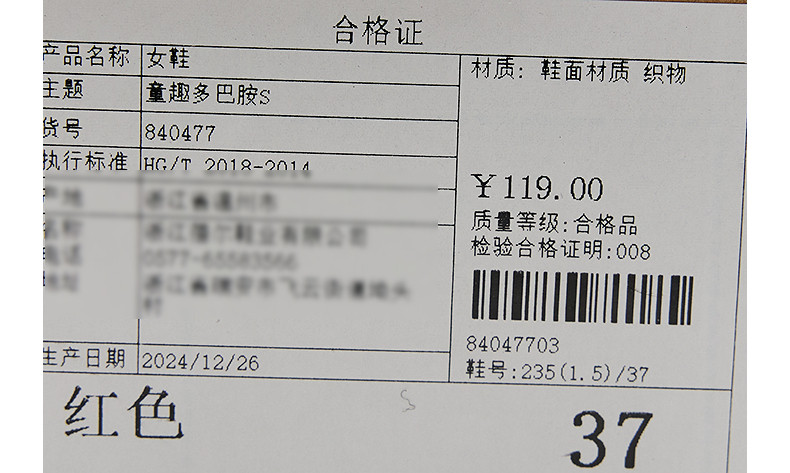 合格证
产品名称 女鞋
主题 童趣多巴胺S
货号 840477
执行标准 HG/T 2018-2014
生产日期 2024/12/26
材质: 鞋面材质 织物
￥119.00
质量等级:合格品
检验合格证明:008
84047703
鞋号:235(1.5)/37
红色
37